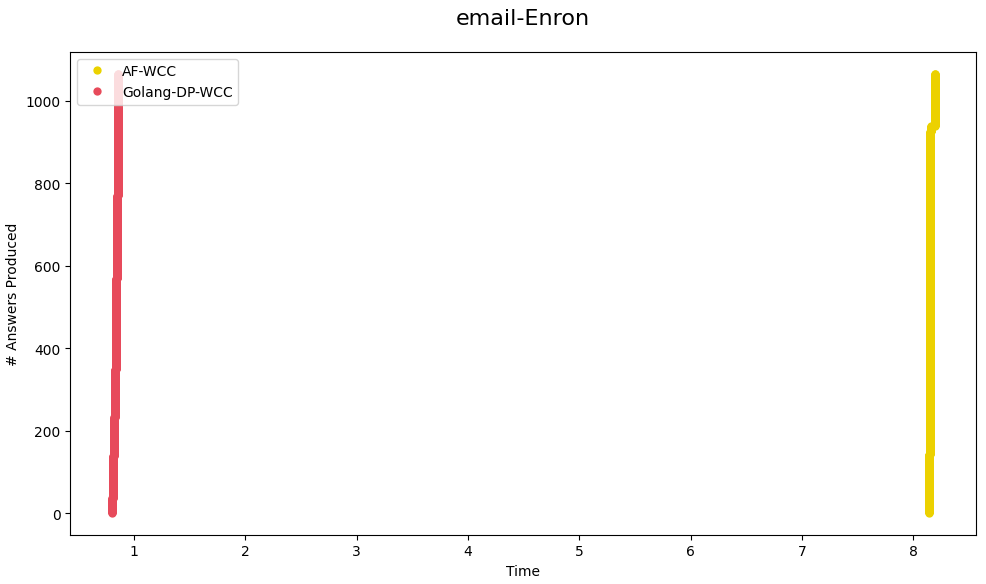 email-Enron
AF-WCC
Golang-DP-WCC
# Answers Produced
1000
800
600
400
200
0
1 2 3 4 5 6 7 8
Time